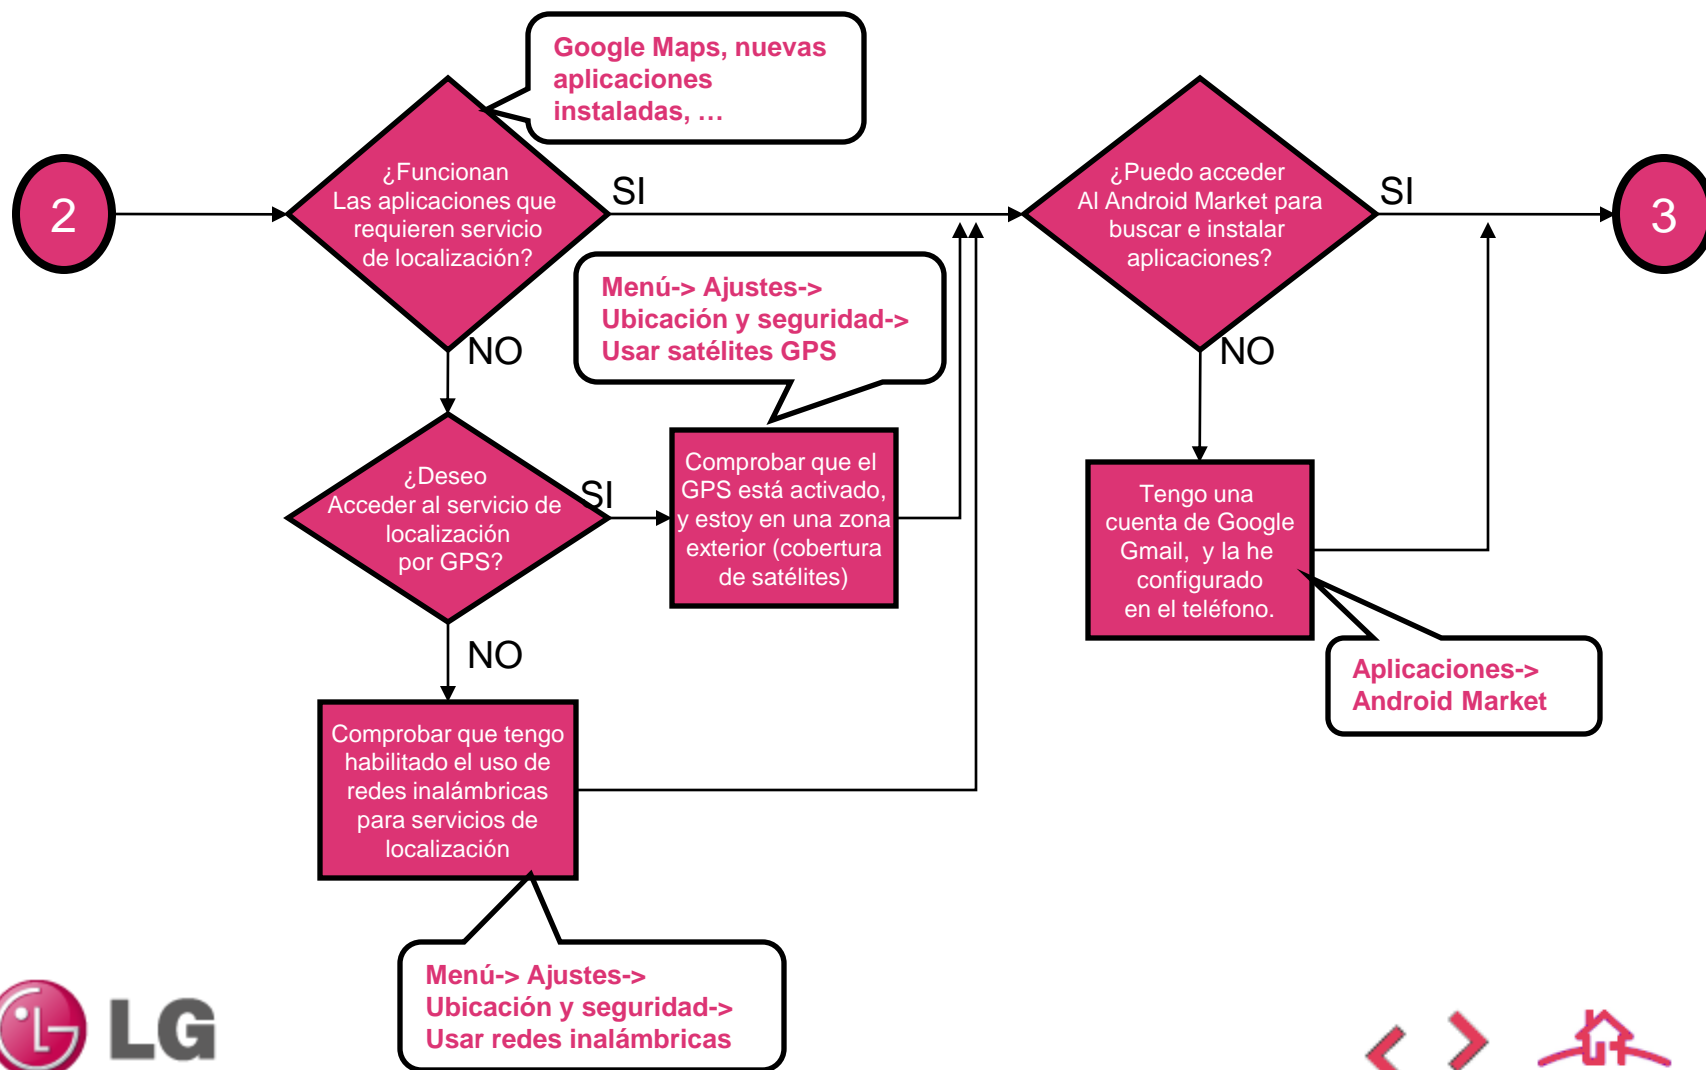 Google Maps, nuevas
aplicaciones
instaladas, …
2
¿Funcionan
Las aplicaciones que
requieren servicio
de localización?
SI
¿Puedo acceder
Al Android Market para
buscar e instalar
aplicaciones?
SI
3
Menú-> Ajustes->
Ubicación y seguridad->
Usar satélites GPS
NO
NO
¿Deseo
Acceder al servicio de
localización
por GPS?
SI
Comprobar que el
GPS está activado,
y estoy en una zona
exterior (cobertura
de satélites)
Tengo una
cuenta de Google
Gmail,  y la he
configurado
en el teléfono.
NO
Aplicaciones->
Android Market
Comprobar que tengo
habilitado el uso de
redes inalámbricas
para servicios de
localización
Menú-> Ajustes->
Ubicación y seguridad->
Usar redes inalámbricas
LG